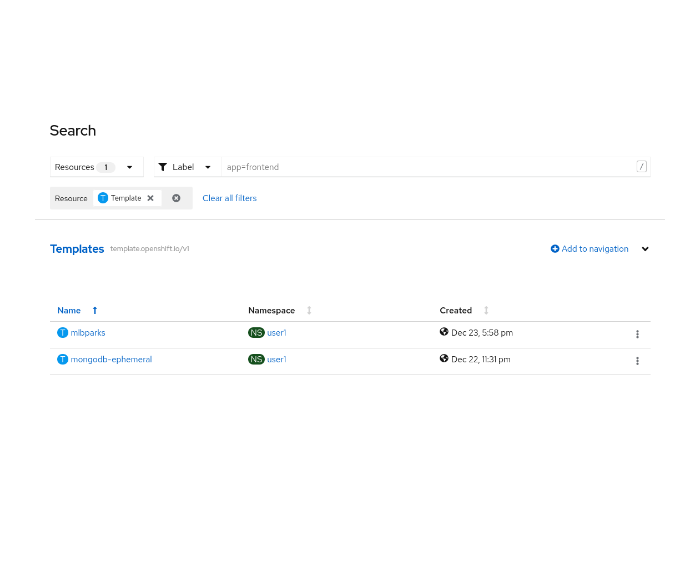 Search
Resources 1 Label app=frontend /
Resource T Template Clear all filters
Templates template.openshift.io/v1 Add to navigation
Name Namespace Created
T mlbparks NS user1 Dec 23, 5:58 pm
T mongodb-ephemeral NS user1 Dec 22, 11:31 pm